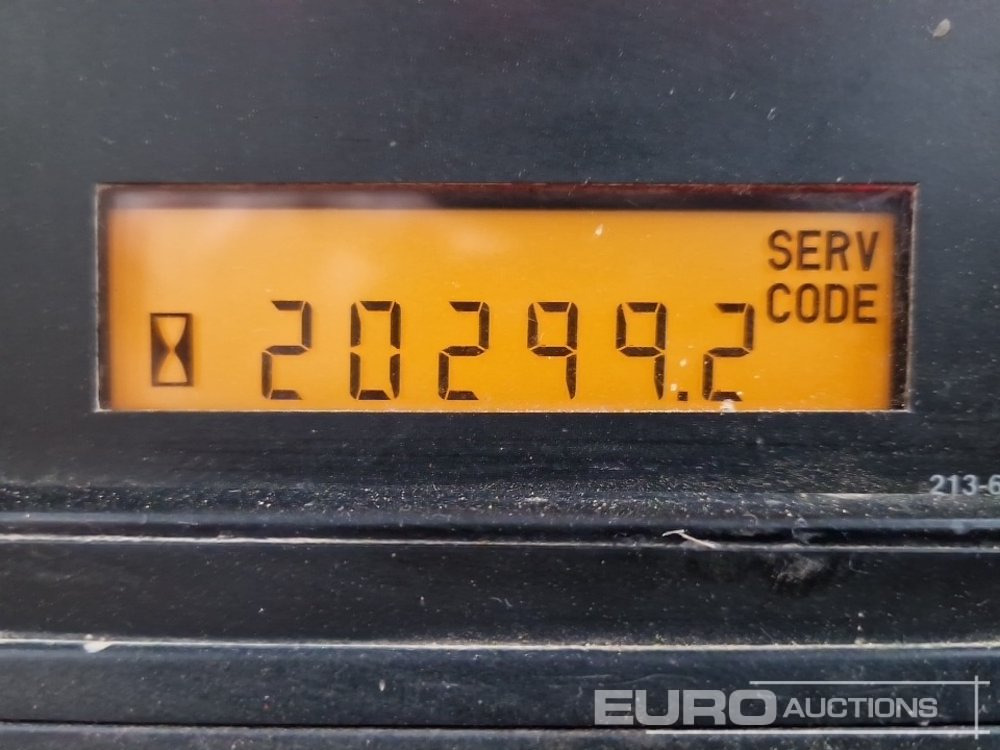 SERV
CODE
20299.2
213-6
EURO AUCTIONS